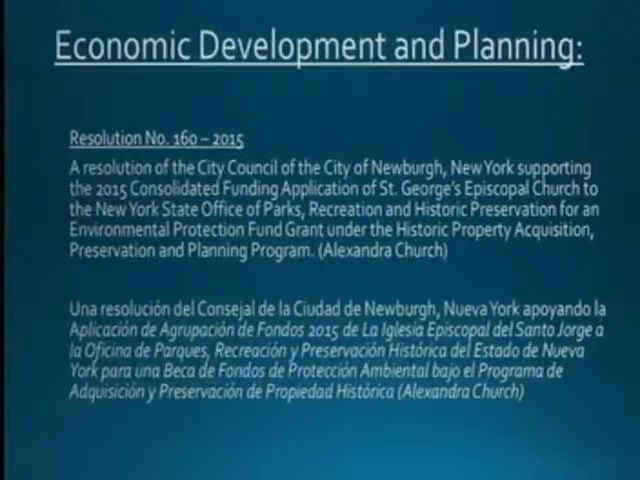 Economic Development and Planning:
Resolution No. 160 – 2015
A resolution of the City Council of the City of Newburgh, New York supporting
the 2015 Consolidated Funding Application of St. George's Episcopal Church to
the New York State Office of Parks, Recreation and Historic Preservation for an
Environmental Protection Fund Grant under the Historic Property Acquisition,
Preservation and Planning Program. (Alexandra Church)
Una resolución del Consejal de la Ciudad de Newburgh, Nueva York apoyando la
Aplicación de Agrupación de Fondos 2015 de La Iglesia Episcopal del Santo Jorge a
la Oficina de Parques, Recreación y Preservación Histórica del Estado de Nueva
York para una Beca de Fondos de Protección Ambiental bajo el Programa de
Adquisición y Preservación de Propiedad Histórica (Alexandra Church)